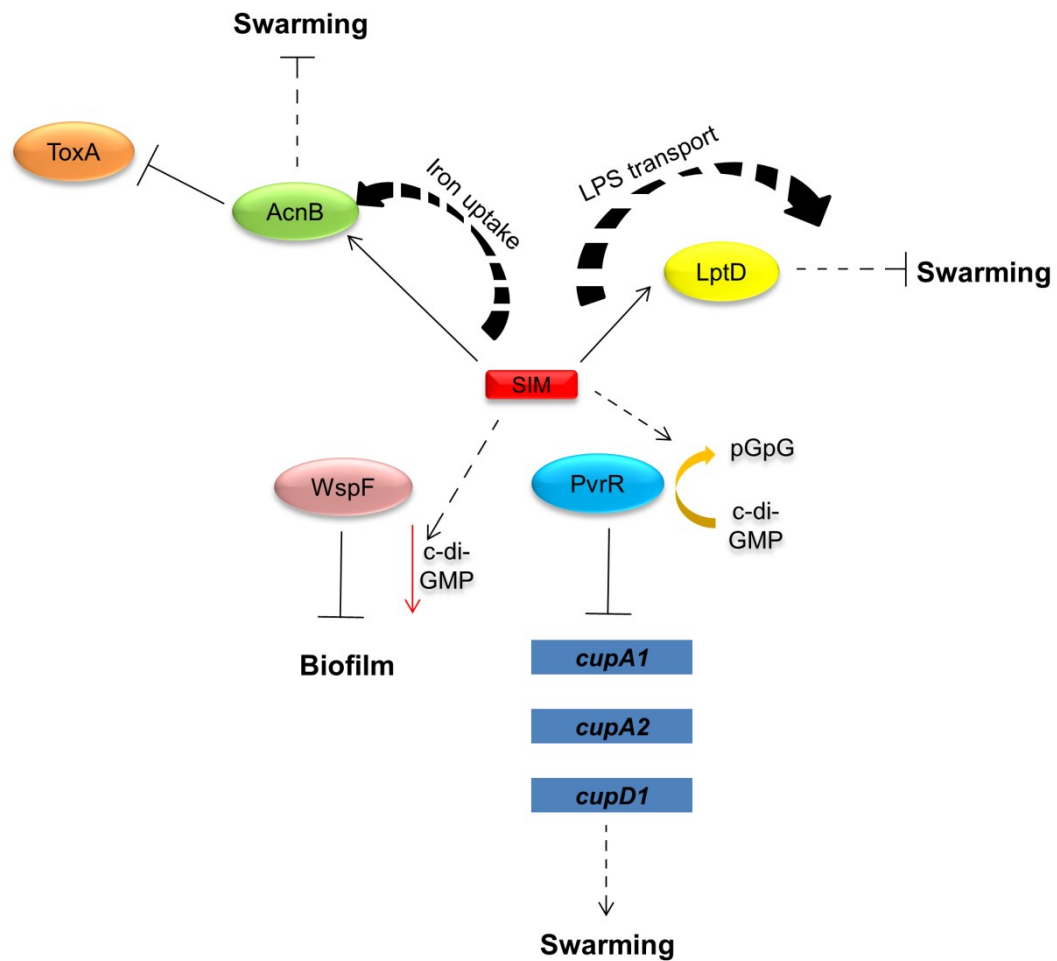 Swarming
ToxA
AcnB
Iron uptake
LPS transport
LptD
Swarming
SIM
WspF
c-di-
GMP
PvrR
pGpG
c-di-
GMP
Biofilm
cupA1
cupA2
cupD1
Swarming